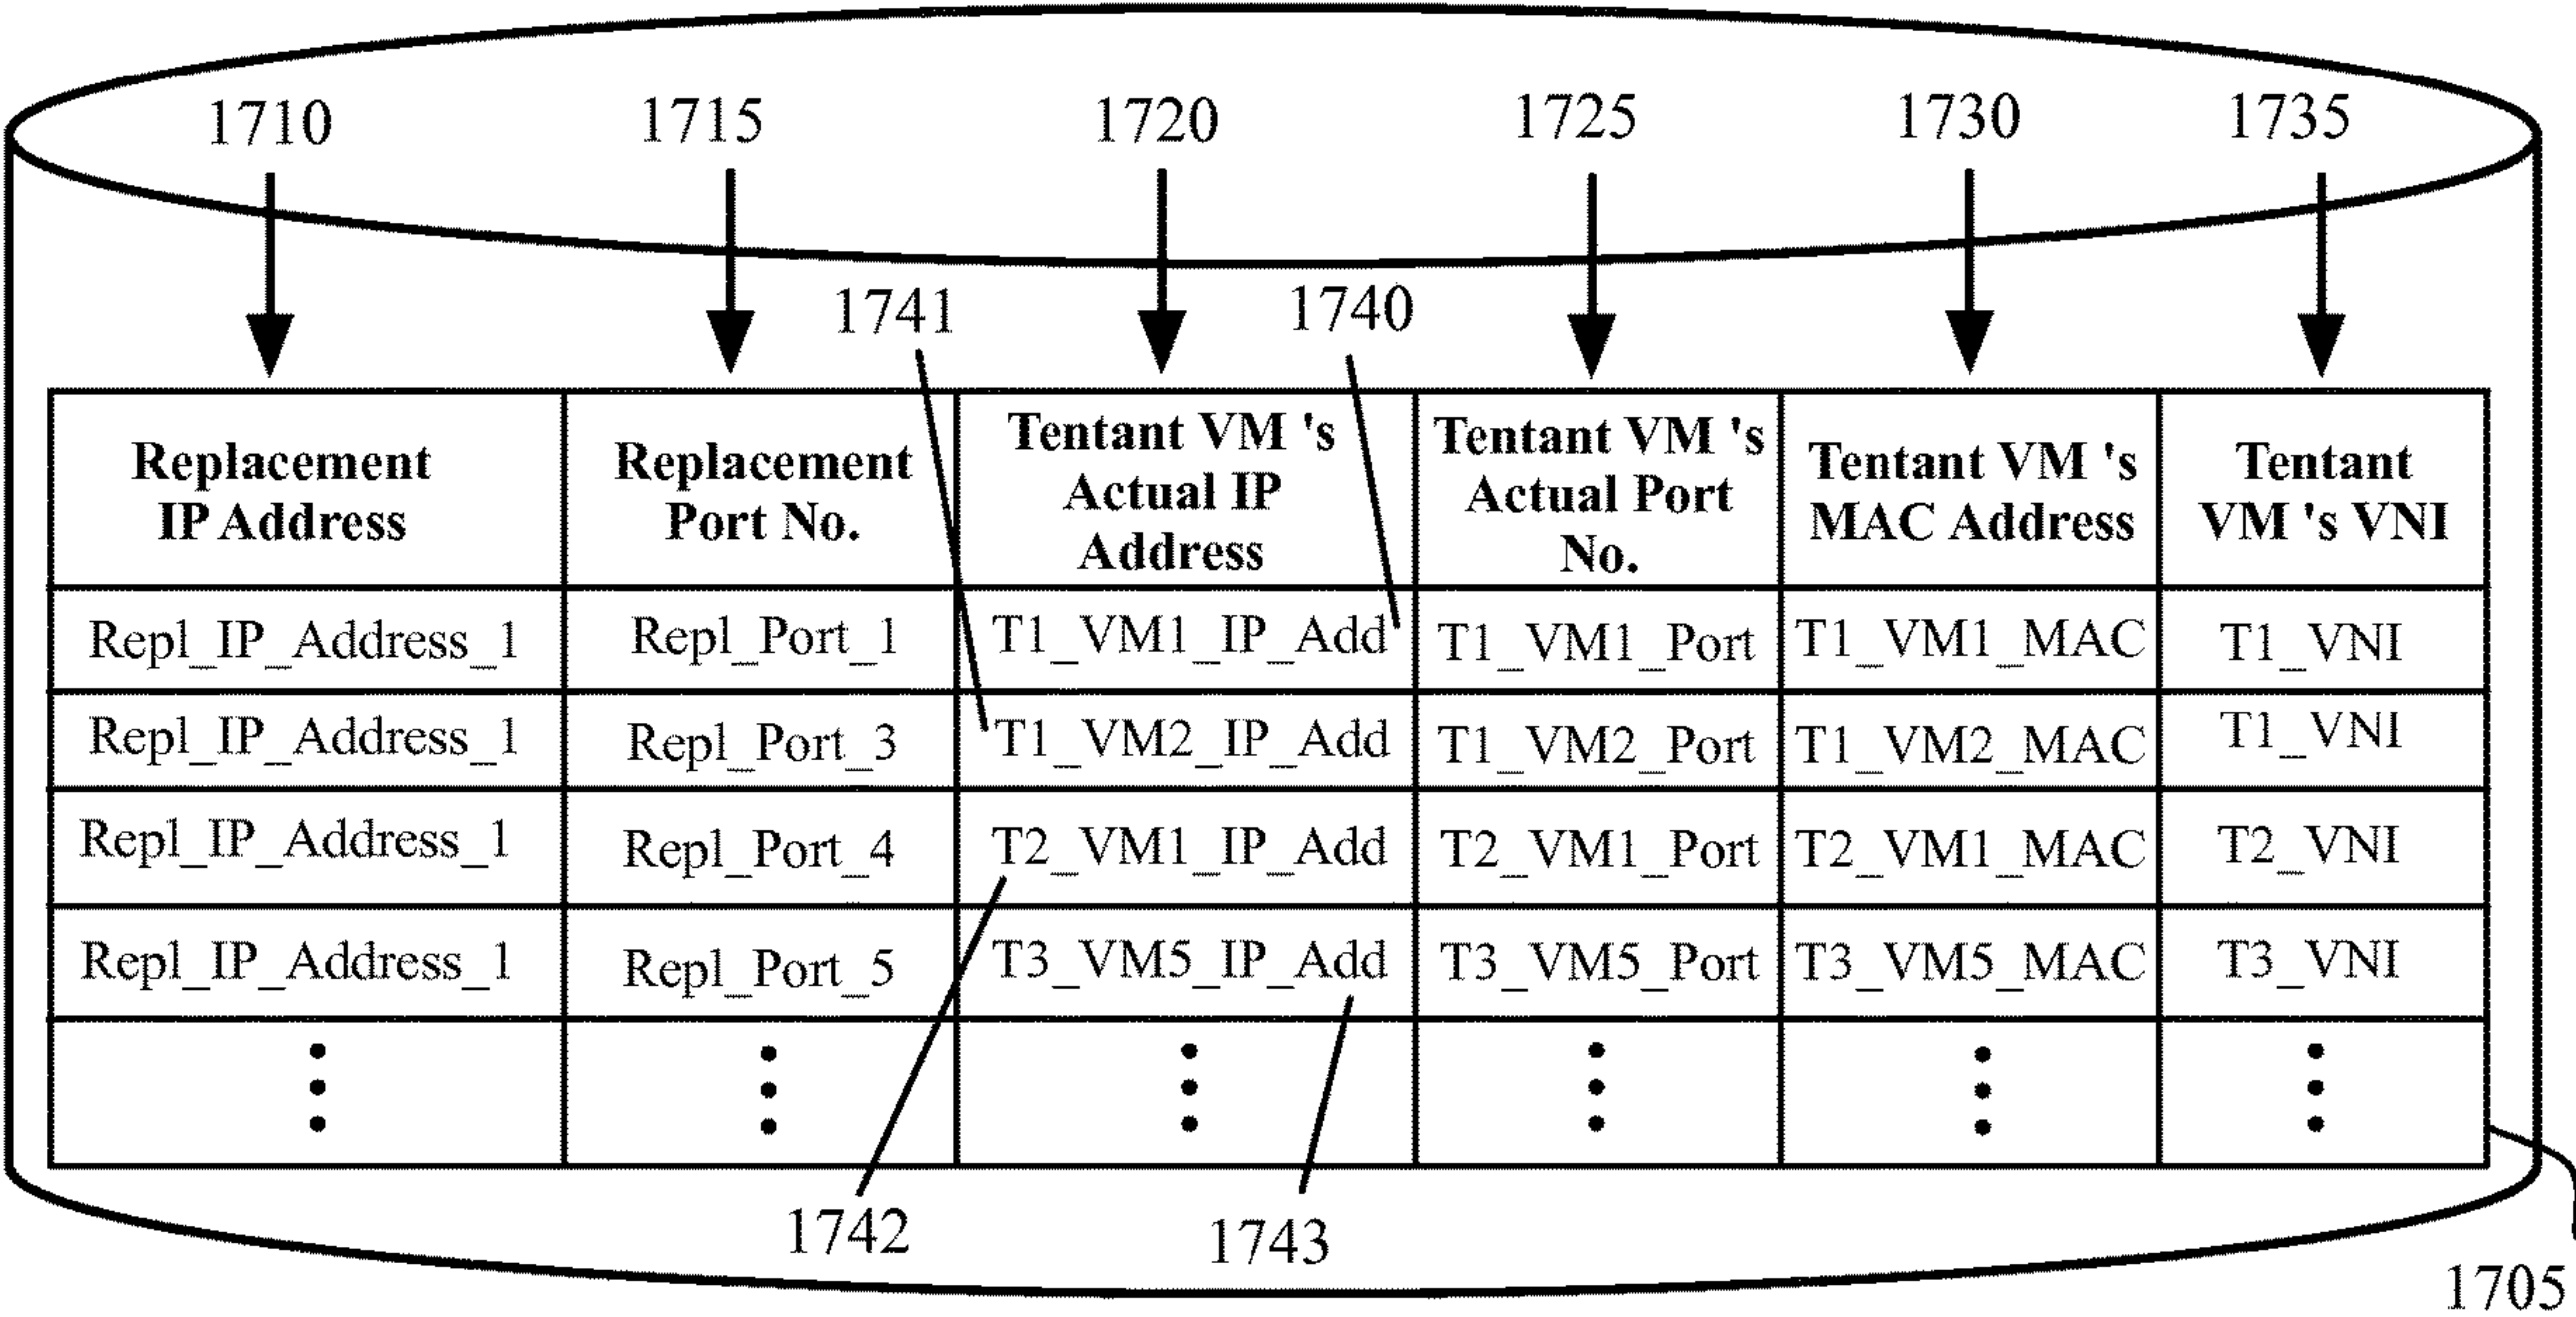 1710 1715 1720 1725 1730 1735
1741 1740
Replacement
IP Address
Replacement
Port No.
Tentant VM 's
Actual IP
Address
Tentant VM 's
Actual Port
No.
Tentant VM 's
MAC Address
Tentant
VM 's VNI
Repl_IP_Address_1 Repl_Port_1 T1_VM1_IP_Add T1_VM1_Port T1_VM1_MAC T1_VNI
Repl_IP_Address_1 Repl_Port_3 T1_VM2_IP_Add T1_VM2_Port T1_VM2_MAC T1_VNI
Repl_IP_Address_1 Repl_Port_4 T2_VM1_IP_Add T2_VM1_Port T2_VM1_MAC T2_VNI
Repl_IP_Address_1 Repl_Port_5 T3_VM5_IP_Add T3_VM5_Port T3_VM5_MAC T3_VNI
1742 1743
1705